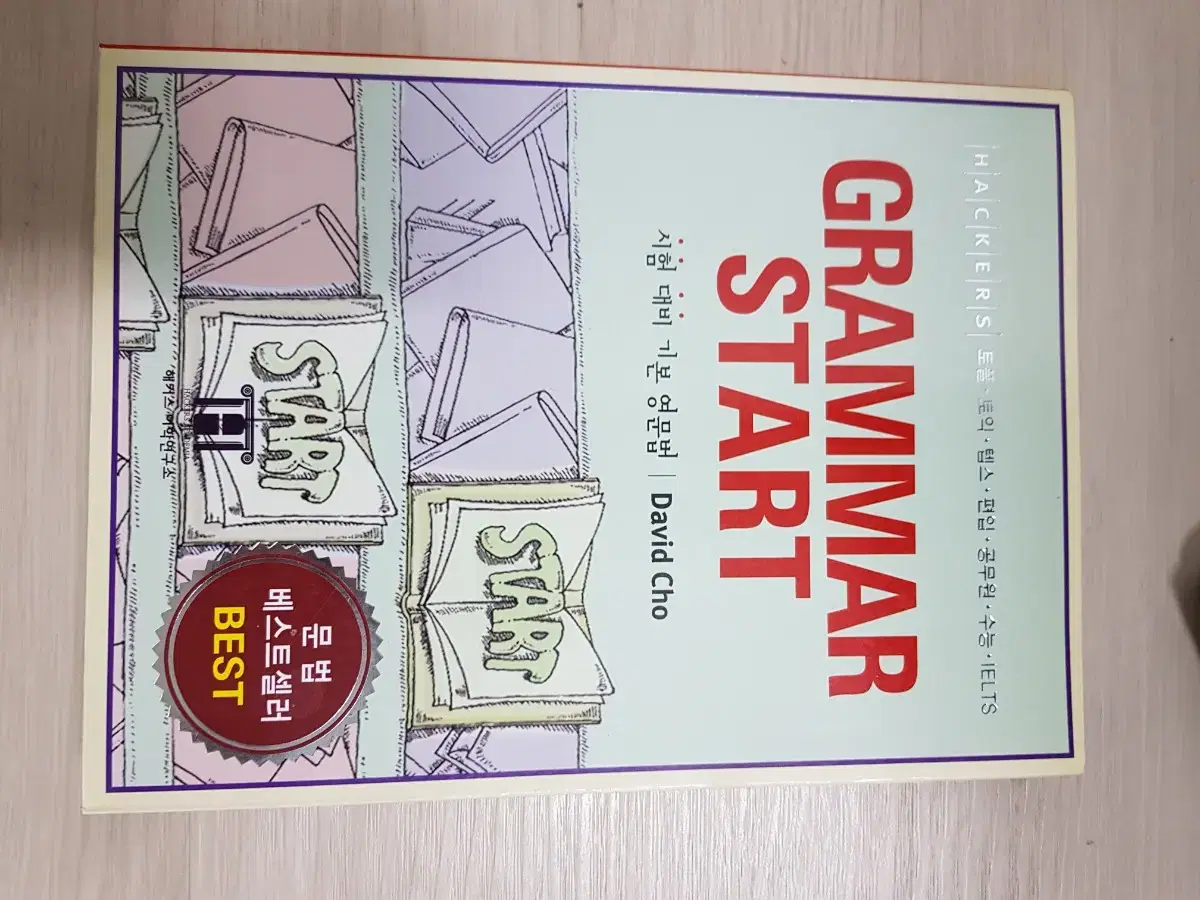 HACKERS 토플·토익·텝스·편입·공무원·수능·IELTS
GRAMMAR
START
시험 대비 기본 영문법 | David Cho
START
START
해커스 어학연구소
문법
베스트셀러
BEST